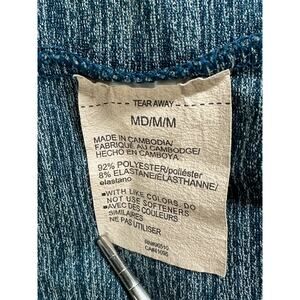 TEAR AWAY
MD/M/M
MADE IN CAMBODIA/
FABRIQUÉ AU CAMBODGE/
HECHO EN CAMBOYA
92% POLYESTER/poliéster
8% ELASTANE/ÉLASTHANNE/
elastano
▪WITH LIKE COLORS, DO
NOT USE SOFTENERS
▪AVEC DES COULEURS
SIMILAIRES
NE PAS UTILISER